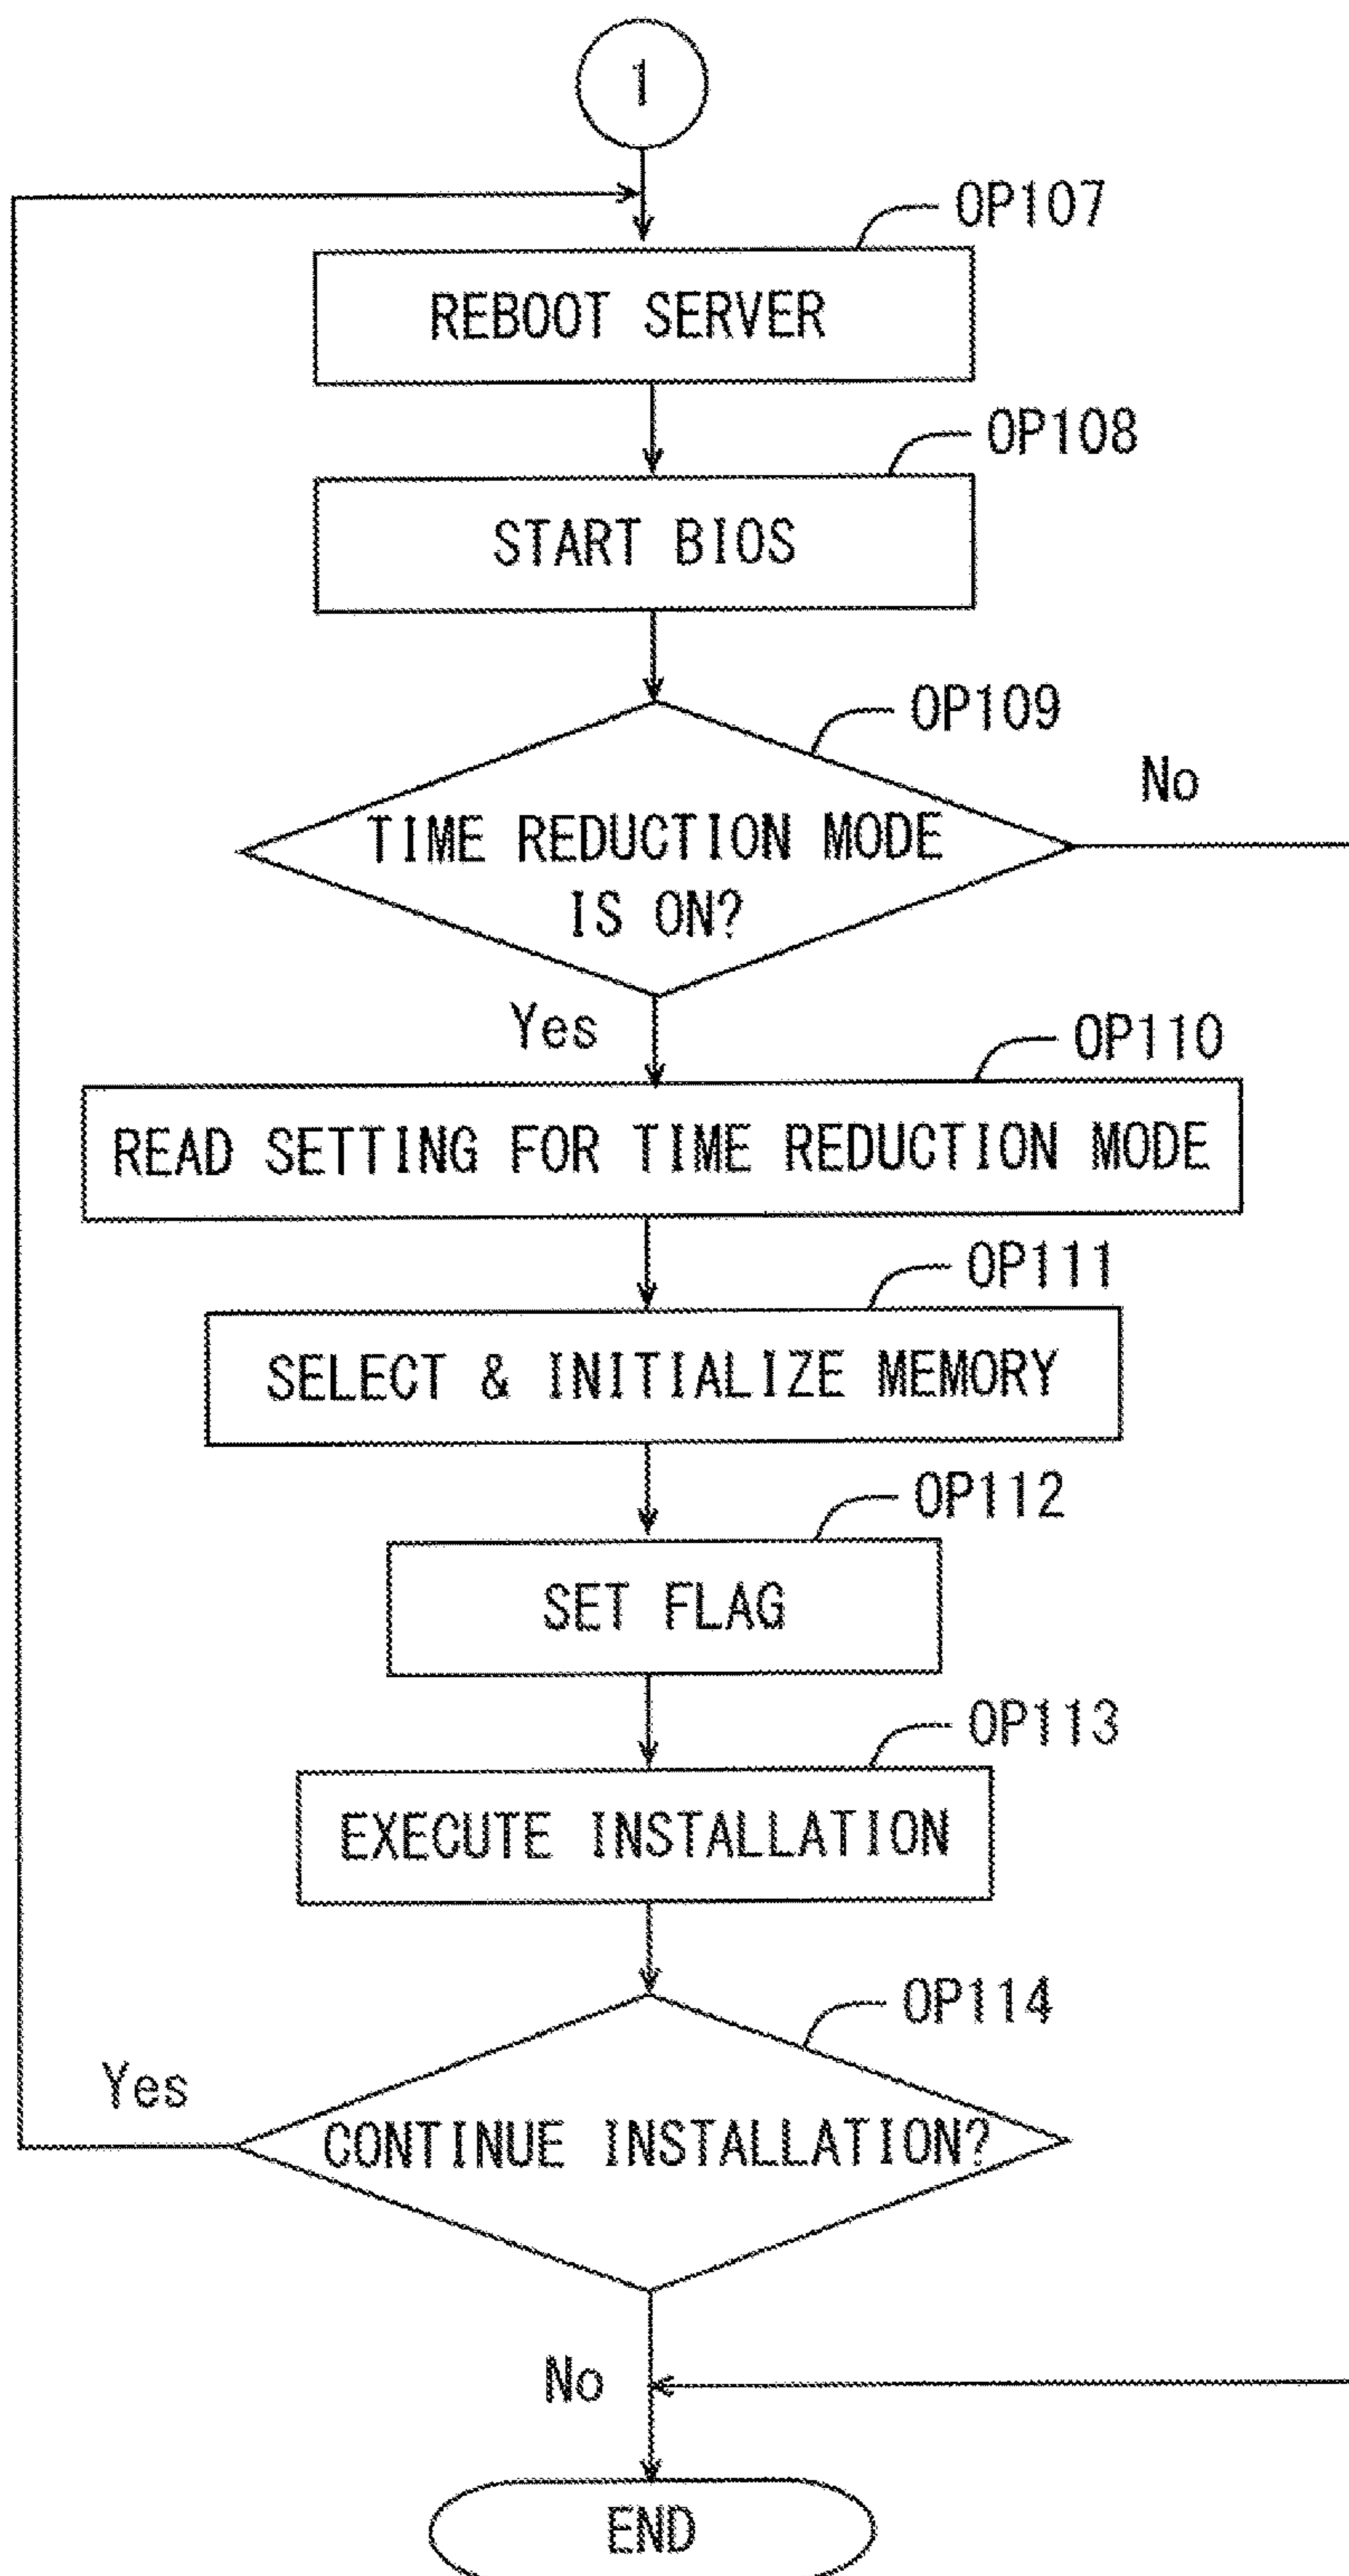 1
OP107
REBOOT SERVER
OP108
START BIOS
OP109
No
TIME REDUCTION MODE
IS ON?
Yes
OP110
READ SETTING FOR TIME REDUCTION MODE
OP111
SELECT & INITIALIZE MEMORY
OP112
SET FLAG
OP113
EXECUTE INSTALLATION
OP114
Yes
CONTINUE INSTALLATION?
No
END